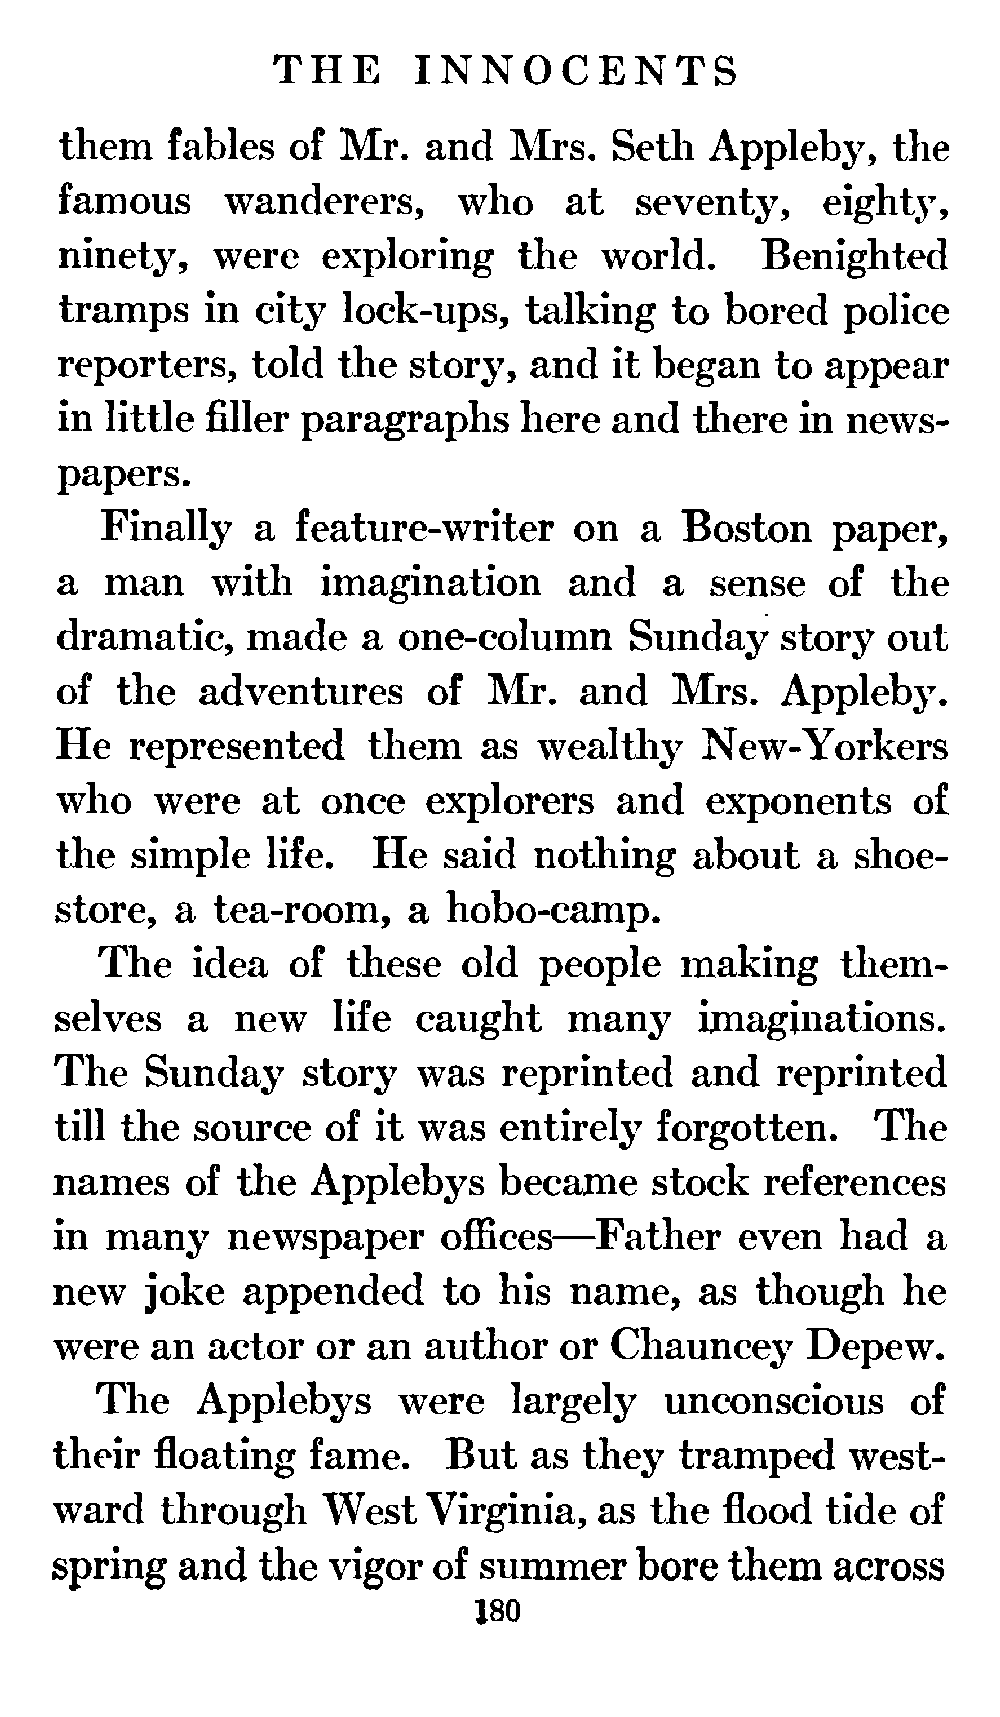 THE INNOCENTS
them fables of Mr. and Mrs. Seth Appleby, the
famous wanderers, who at seventy, eighty,
ninety, were exploring the world. Benighted
tramps in city lock-ups, talking to bored police
reporters, told the story, and it began to appear
in little filler paragraphs here and there in news-
papers.
Finally a feature-writer on a Boston paper,
a man with imagination and a sense of the
dramatic, made a one-column Sunday story out
of the adventures of Mr. and Mrs. Appleby.
He represented them as wealthy New-Yorkers
who were at once explorers and exponents of
the simple life. He said nothing about a shoe-
store, a tea-room, a hobo-camp.
The idea of these old people making them-
selves a new life caught many imaginations.
The Sunday story was reprinted and reprinted
till the source of it was entirely forgotten. The
names of the Applebys became stock references
in many newspaper offices—Father even had a
new joke appended to his name, as though he
were an actor or an author or Chauncey Depew.
The Applebys were largely unconscious of
their floating fame. But as they tramped west-
ward through West Virginia, as the flood tide of
spring and the vigor of summer bore them across
180